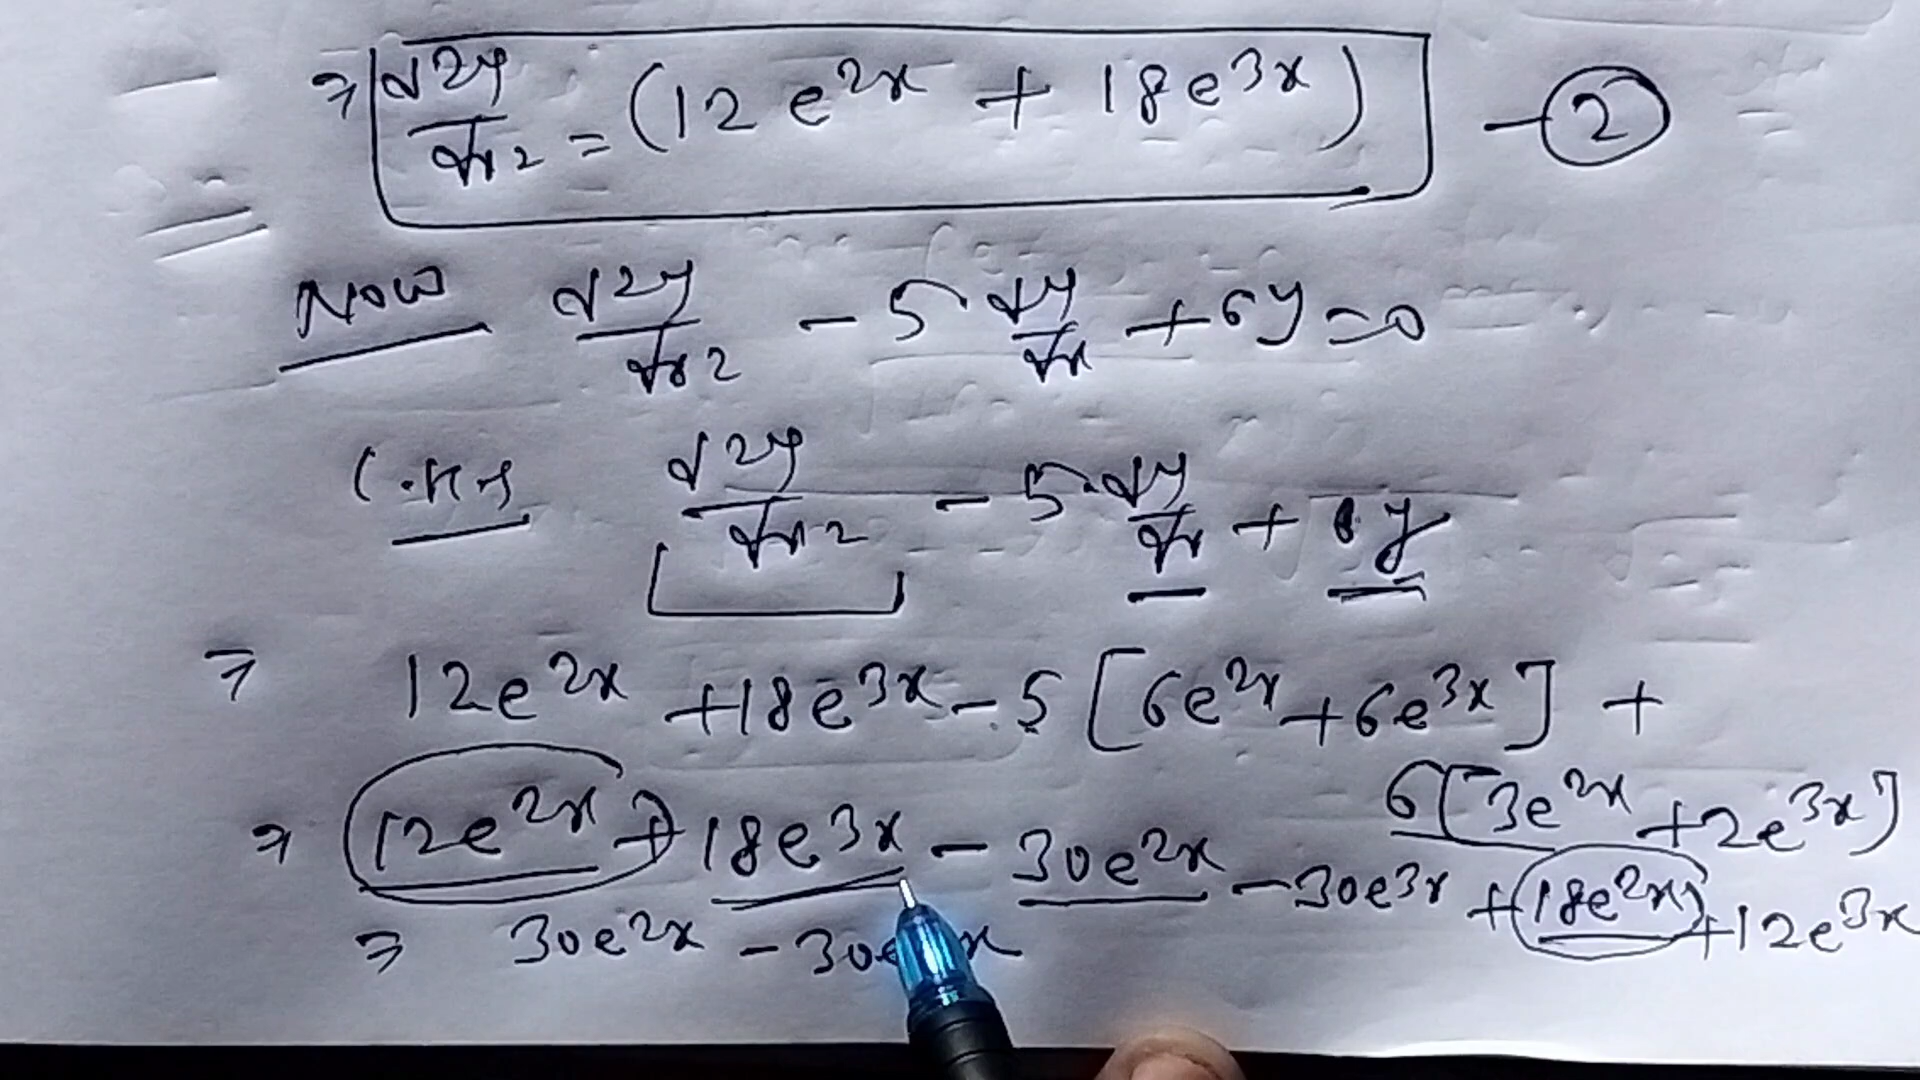 ⇒ d2y/dx2 = (12e^2x + 18e^3x) — 2
Now d2y/dx2 - 5 dy/dx + 6y = 0
L.H.S d2y/dx2 - 5 dy/dx + 6y
⇒ 12e^2x + 18e^3x - 5 [6e^2x + 6e^3x] +
6[3e^2x + 2e^3x]
⇒ 12e^2x + 18e^3x - 30e^2x - 30e^3x + 18e^2x + 12e^3x
⇒ 30e^2x - 30e x